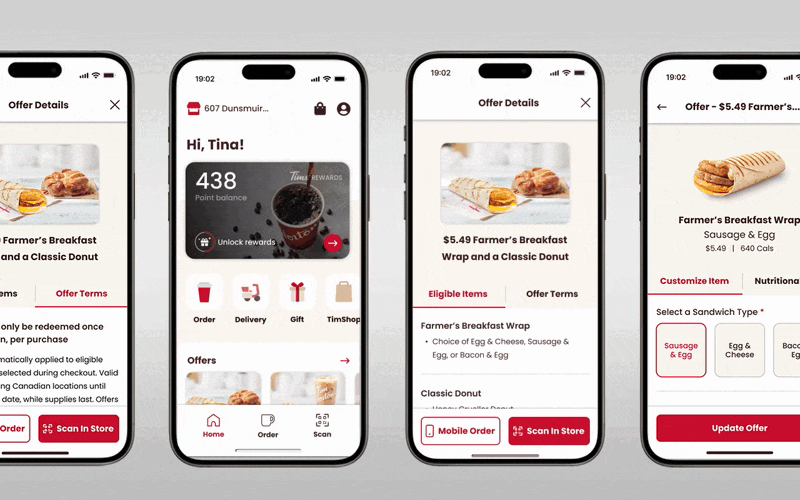 Offer Details
Farmer's Breakfast
Wrap and a Classic Donut
Offer Terms
only be redeemed once
per purchase
applied to eligible
selected during checkout. Valid
Canadian locations until
date, while supplies last. Offers
Order
Scan In Store
19:02
607 Dunsmuir...
Hi, Tina!
438
Point balance
Tims REWARDS
Unlock rewards
Order
Delivery
Gift
TimShop
Offers
Home
Order
Scan
19:02
Offer Details
$5.49 Farmer's Breakfast
Wrap and a Classic Donut
Eligible Items
Offer Terms
Farmer's Breakfast Wrap
• Choice of Egg & Cheese, Sausage &
Egg, or Bacon & Egg
Classic Donut
Honey Cruller Donut
Mobile Order
Scan In Store
19:02
Offer - $5.49 Farmer's...
Farmer's Breakfast Wrap
Sausage & Egg
$5.49 | 640 Cals
Customize Item
Nutritional
Select a Sandwich Type *
Sausage
& Egg
Egg &
Cheese
& Egg
Update Offer